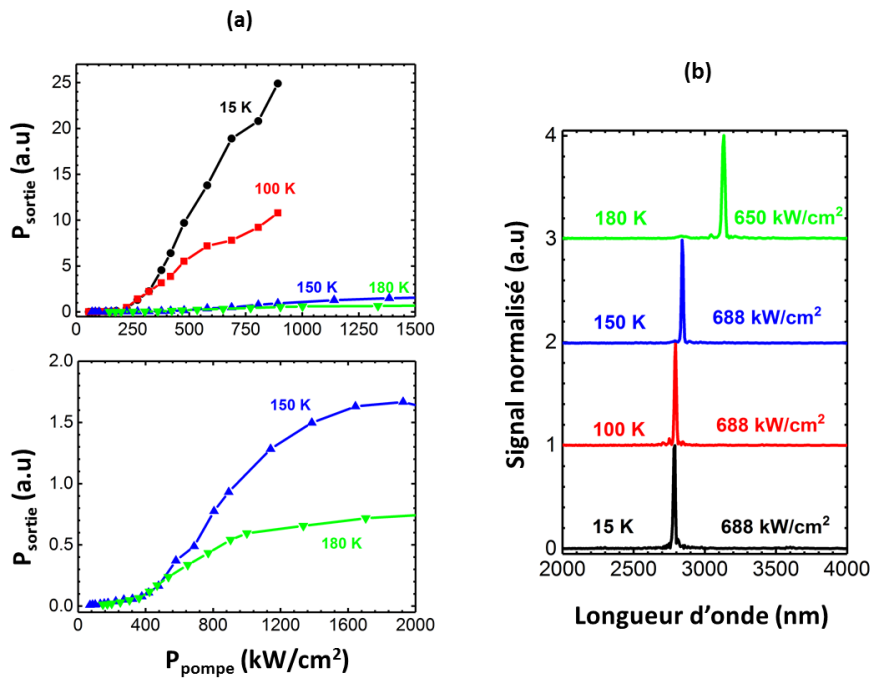 (a)
25
20
15
10
5
0
P_sortie (a.u)
15 K
100 K
150 K
180 K
0 250 500 750 1000 1250 1500
2.0
1.5
1.0
0.5
0.0
P_sortie (a.u)
150 K
180 K
0 400 800 1200 1600 2000
P_pompe (kW/cm²)
(b)
4
3
2
1
0
Signal normalisé (a.u)
180 K 650 kW/cm²
150 K 688 kW/cm²
100 K 688 kW/cm²
15 K 688 kW/cm²
2000 2500 3000 3500 4000
Longueur d'onde (nm)